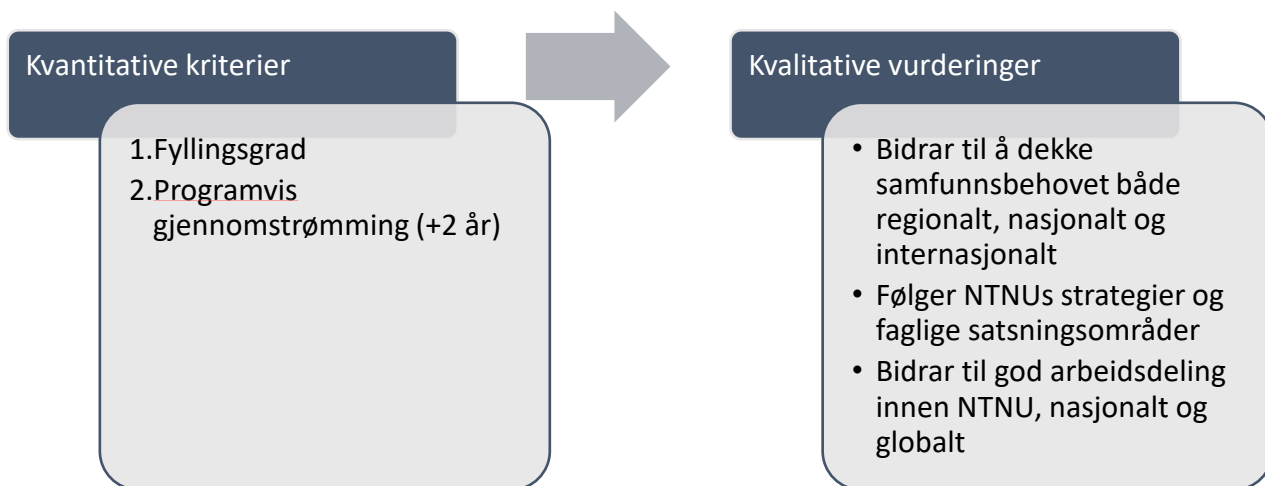 Kvantitative kriterier
1.Fyllingsgrad
2.Programvis
gjennomstrømming (+2 år)
Kvalitative vurderinger
• Bidrar til å dekke
samfunnsbehovet både
regionalt, nasjonalt og
internasjonalt
• Følger NTNUs strategier og
faglige satsningsområder
• Bidrar til god arbeidsdeling
innen NTNU, nasjonalt og
globalt